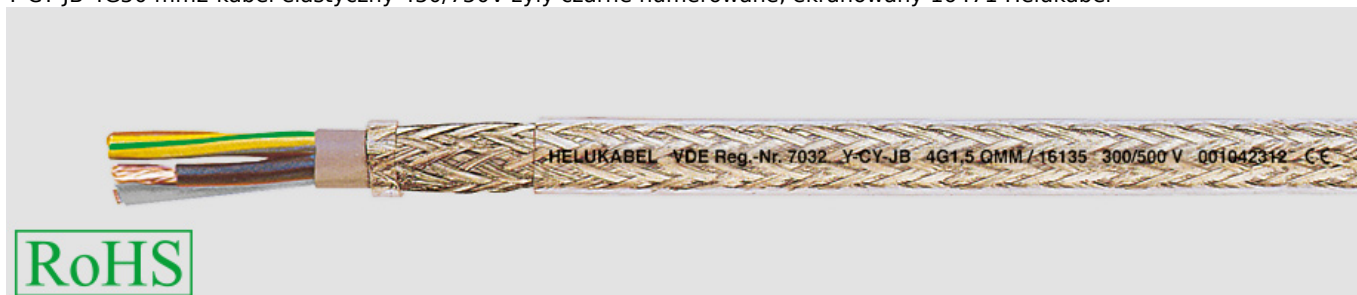 HELUKABEL VDE Reg.-Nr. 7032 Y-CY-JB 4G1,5 QMM / 16135 300/500 V 001042312 CE
RoHS